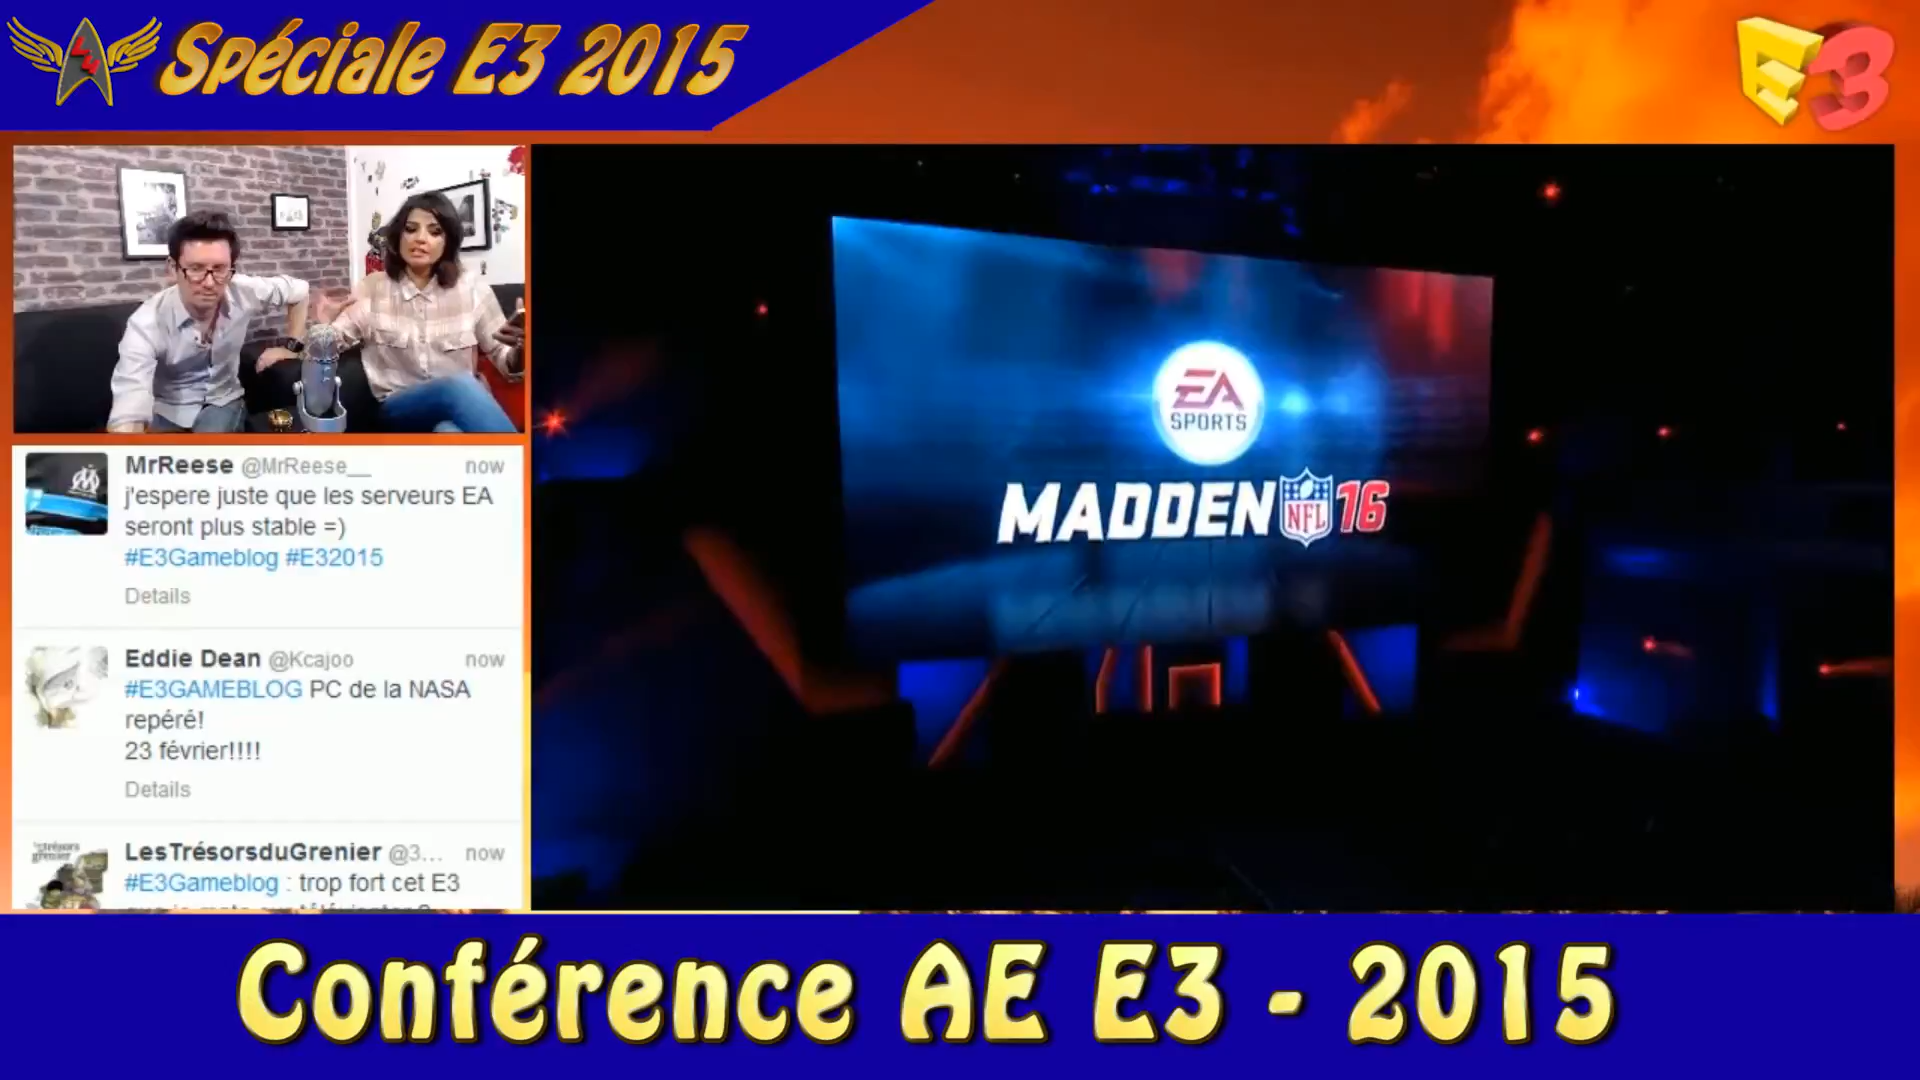 Spéciale E3 2015
E3
MrReese @MrReese__ now
j'espere juste que les serveurs EA
seront plus stable =)
#E3Gameblog #E32015
Details
Eddie Dean @Kcajoo now
#E3GAMEBLOG PC de la NASA
repéré!
23 février!!!!
Details
LesTrésorsduGrenier @3... now
#E3Gameblog : trop fort cet E3
EA
SPORTS
MADDEN NFL 16
Conférence AE E3 - 2015